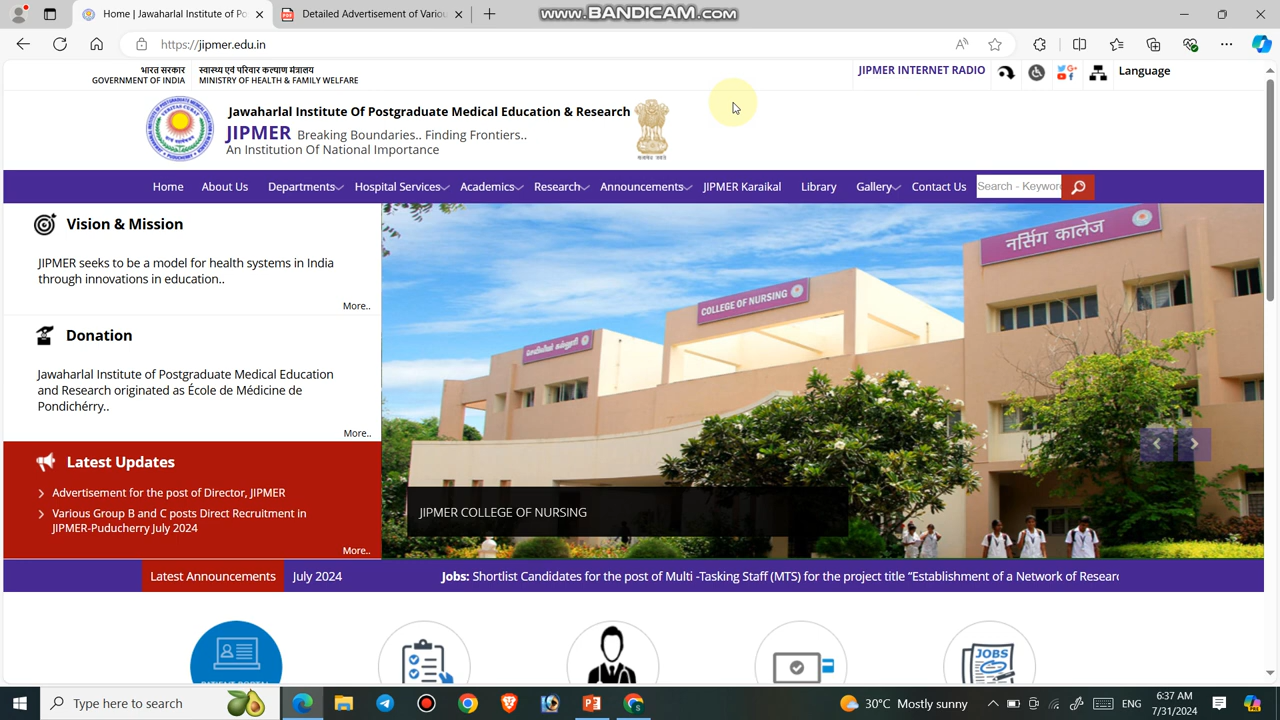 www.BANDICAM.com
Home | Jawaharlal Institute of Po
Advertisement of Variou
https://jipmer.edu.in
भारत सरकार
स्वास्थ्य एवं परिवार कल्याण मंत्रालय
GOVERNMENT OF INDIA
MINISTRY OF HEALTH & FAMILY WELFARE
JIPMER INTERNET RADIO
Language
Jawaharlal Institute Of Postgraduate Medical Education & Research
JIPMER Breaking Boundaries.. Finding Frontiers..
An Institution Of National Importance
Home About Us Departments Hospital Services Academics Research Announcements JIPMER Karaikal Library Gallery Contact Us Search - Keywor
Vision & Mission
JIPMER seeks to be a model for health systems in India
through innovations in education..
More..
Donation
Jawaharlal Institute of Postgraduate Medical Education
and Research originated as École de Médicine de
Pondichérry..
More..
Latest Updates
Advertisement for the post of Director, JIPMER
Various Group B and C posts Direct Recruitment in
JIPMER-Puducherry July 2024
More..
नर्सिंग कालेज
COLLEGE OF NURSING
செவிலியர் கல்லூரி
JIPMER COLLEGE OF NURSING
Latest Announcements
July 2024
Jobs: Shortlist Candidates for the post of Multi -Tasking Staff (MTS) for the project title “Establishment of a Network of Researc
PATIENT PORTAL
JOBS
Type here to search
30°C Mostly sunny
ENG
6:37 AM
7/31/2024